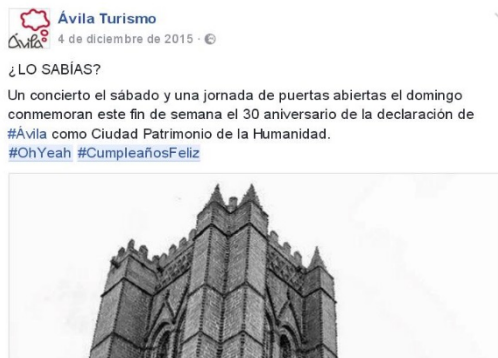 Ávila
Ávila Turismo
4 de diciembre de 2015 ·
¿LO SABÍAS?
Un concierto el sábado y una jornada de puertas abiertas el domingo
conmemoran este fin de semana el 30 aniversario de la declaración de
#Ávila como Ciudad Patrimonio de la Humanidad.
#OhYeah #CumpleañosFeliz